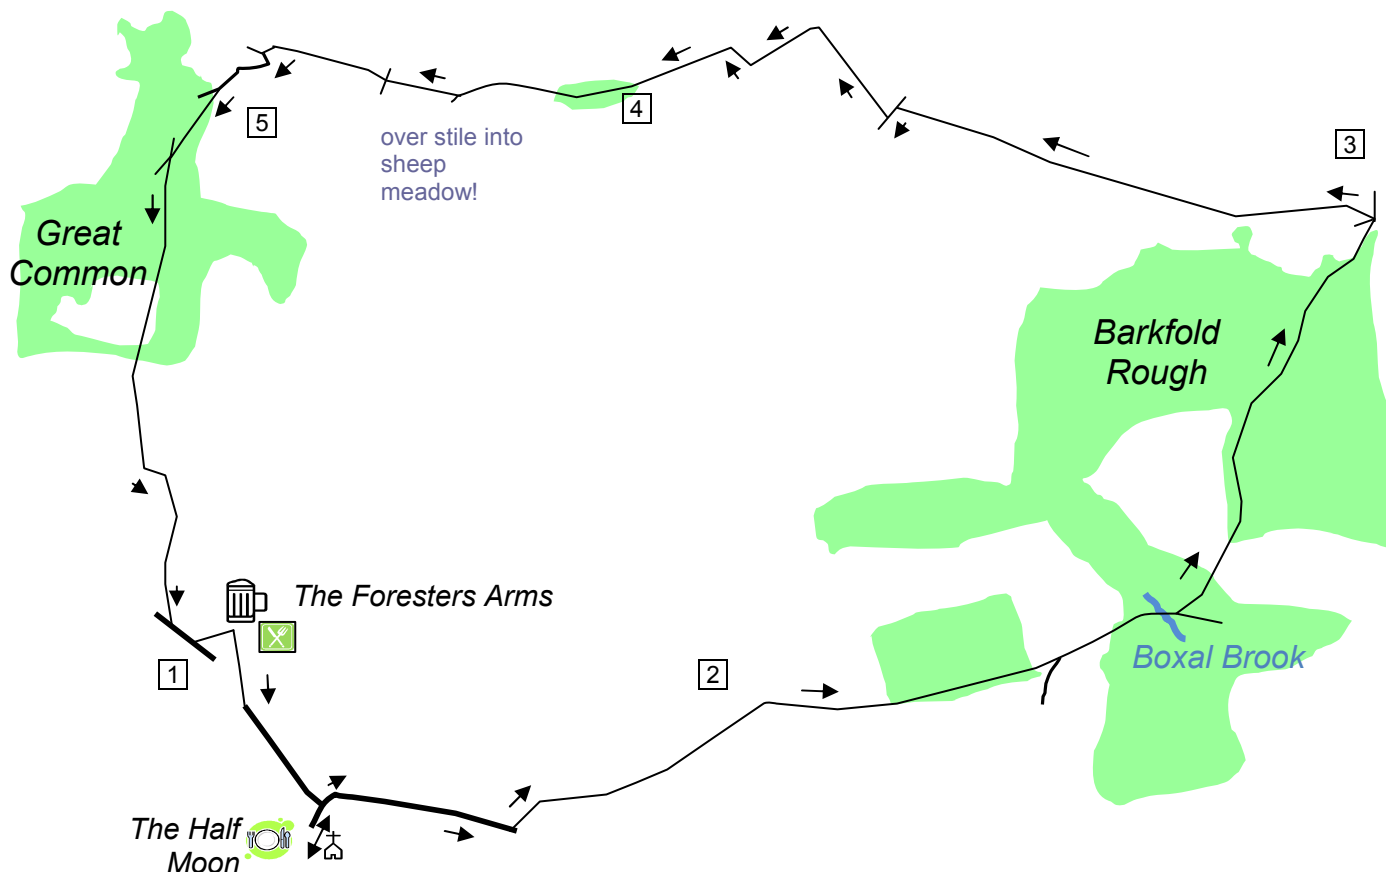 5
4
3
over stile into
sheep
meadow!
Great
Common
Barkfold
Rough
The Foresters Arms
1
2
Boxal Brook
The Half
Moon